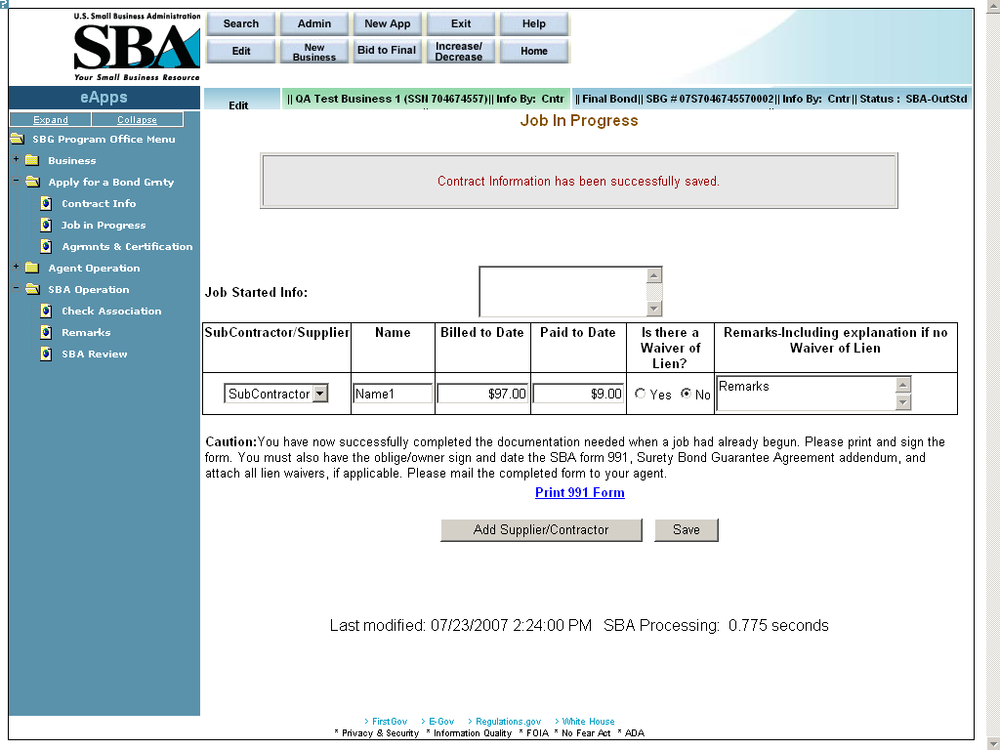 U.S. Small Business Administration
SBA
Your Small Business Resource
Search Admin New App Exit Help
Edit New Business Bid to Final Increase/ Decrease Home
eApps
Expand Collapse
SBG Program Office Menu
Business
Apply for a Bond Grnty
Contract Info
Job in Progress
Agrmnts & Certification
Agent Operation
SBA Operation
Check Association
Remarks
SBA Review
Edit || QA Test Business 1 (SSN 704674557)|| Info By: Cntr || || Final Bond|| SBG # 07S7046745570002|| Info By: Cntr|| Status : SBA-OutStd ||
Job In Progress
Contract Information has been successfully saved.
Job Started Info:
SubContractor/Supplier Name Billed to Date Paid to Date Is there a Waiver of Lien? Remarks-Including explanation if no Waiver of Lien
SubContractor Name1 $97.00 $9.00 Yes No Remarks
Caution:You have now successfully completed the documentation needed when a job had already begun. Please print and sign the
form. You must also have the oblige/owner sign and date the SBA form 991, Surety Bond Guarantee Agreement addendum, and
attach all lien waivers, if applicable. Please mail the completed form to your agent.
Print 991 Form
Add Supplier/Contractor Save
Last modified: 07/23/2007 2:24:00 PM SBA Processing: 0.775 seconds
> FirstGov > E-Gov > Regulations.gov > White House
* Privacy & Security * Information Quality * FOIA * No Fear Act * ADA